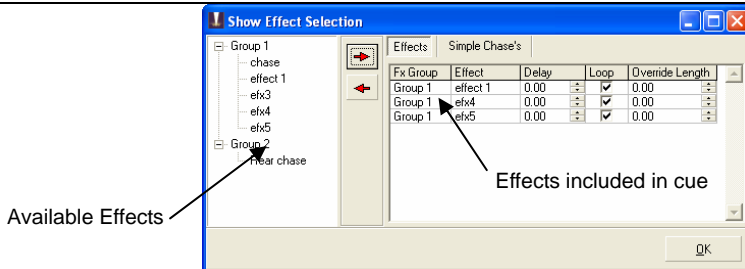 Show Effect Selection
Group 1
chase
effect 1
efx3
efx4
efx5
Group 2
Rear chase
Effects Simple Chase's
Fx Group Effect Delay Loop Override Length
Group 1 effect 1 0.00 0.00
Group 1 efx4 0.00 0.00
Group 1 efx5 0.00 0.00
Effects included in cue
Available Effects
OK